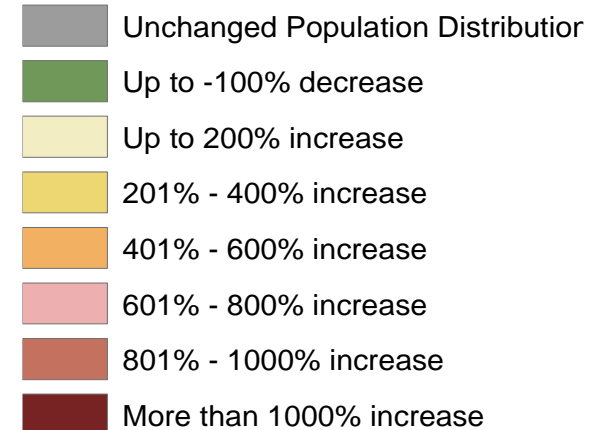 Unchanged Population Distribution
Up to -100% decrease
Up to 200% increase
201% - 400% increase
401% - 600% increase
601% - 800% increase
801% - 1000% increase
More than 1000% increase